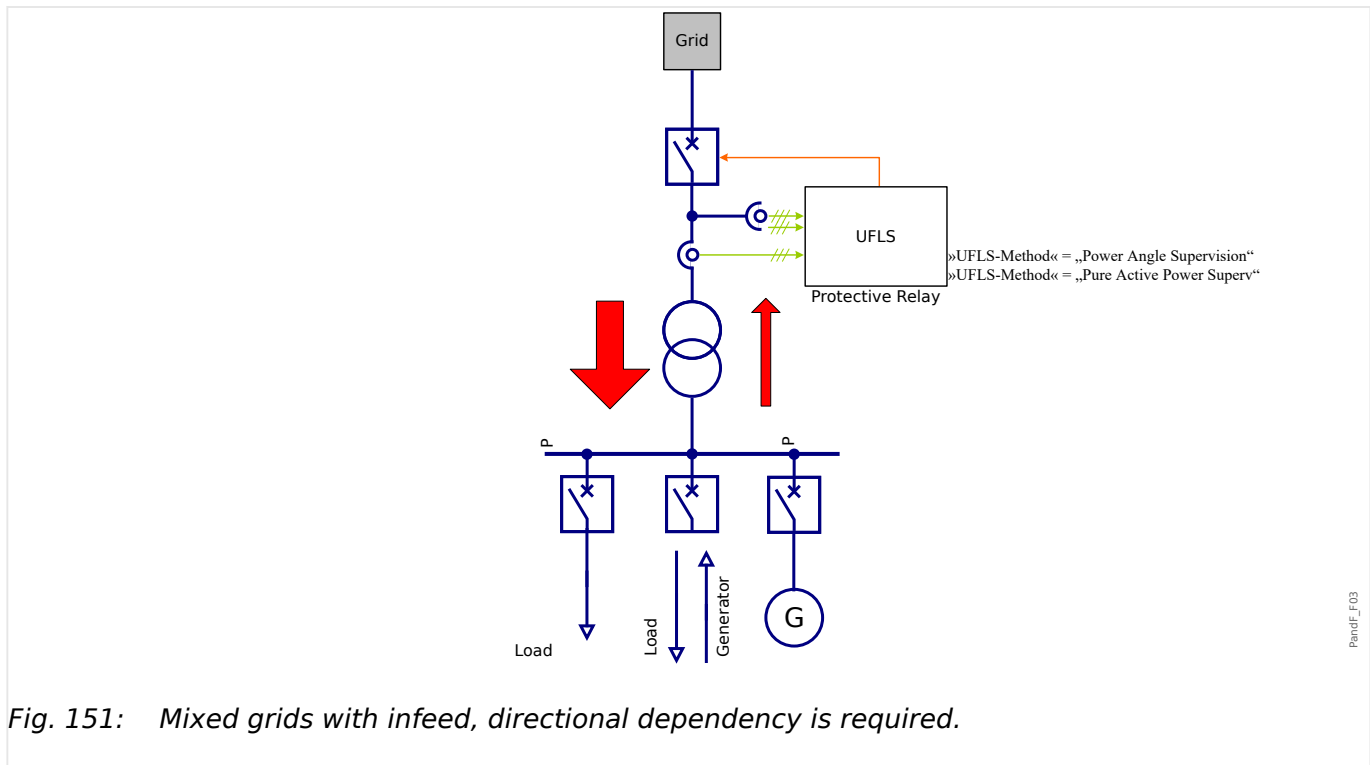 Grid
UFLS
»UFLS-Method« = „Power Angle Supervision“
»UFLS-Method« = „Pure Active Power Superv“
Protective Relay
P
P
Load
Load
Generator
G
PandF_F03
Fig. 151: Mixed grids with infeed, directional dependency is required.